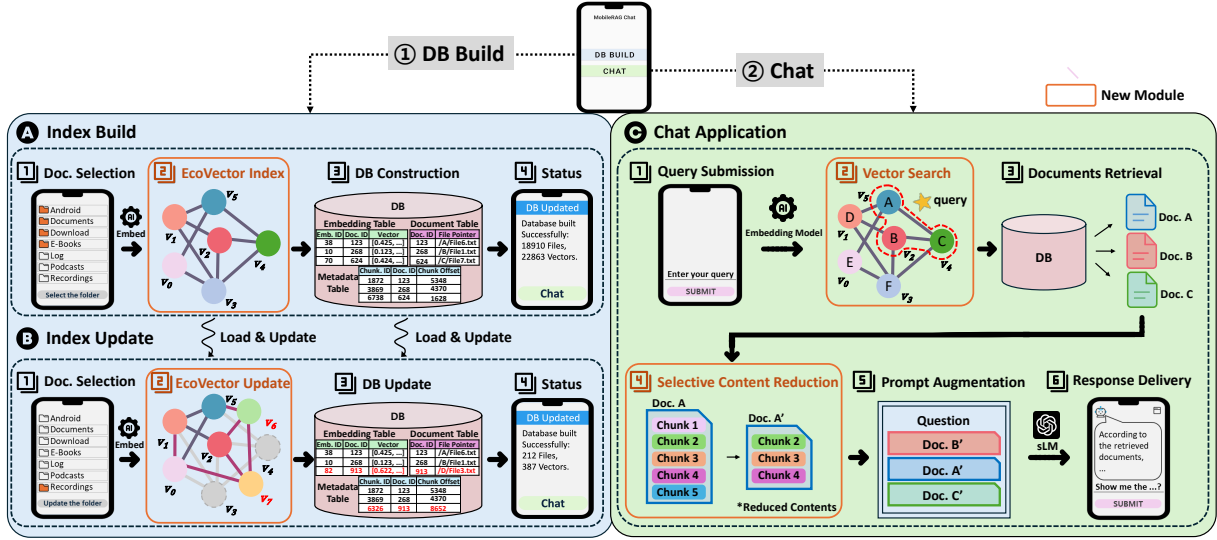 MobileRAG Chat
DB BUILD
CHAT
① DB Build
② Chat
New Module
A Index Build
1 Doc. Selection
Android
Documents
Download
E-Books
Log
Podcasts
Recordings
Select the folder
AI
Embed
2 EcoVector Index
V5
V1
V2
V4
V0
V3
3 DB Construction
DB
Embedding Table
Document Table
Emb. ID Doc. ID Vector
38 123 [0.425, ...]
10 268 [0.123, ...]
70 624 [0.424, ...]
Doc. ID File Pointer
123 /A/File6.txt
268 /B/File1.txt
624 /C/File7.txt
Metadata Table
Chunk. ID Doc. ID Chunk Offset
1872 123 5348
3869 268 4370
6738 624 1628
4 Status
DB Updated
Database built
Successfully:
18910 Files,
22863 Vectors.
Chat
Load & Update
Load & Update
B Index Update
1 Doc. Selection
Android
Documents
Download
E-Books
Log
Podcasts
Recordings
Update the folder
AI
Embed
2 EcoVector Update
V5
V6
V1
V2
V4
V0
V7
V3
3 DB Update
DB
Embedding Table
Document Table
Emb. ID Doc. ID Vector
38 123 [0.425, ...]
10 268 [0.123, ...]
82 913 [0.622, ...]
Doc. ID File Pointer
123 /A/File6.txt
268 /B/File1.txt
913 /D/File3.txt
Metadata Table
Chunk. ID Doc. ID Chunk Offset
1872 123 5348
3869 268 4370
6326 913 8652
4 Status
DB Updated
Database built
Successfully:
212 Files,
387 Vectors.
Chat
C Chat Application
1 Query Submission
Enter your query
SUBMIT
AI
Embedding Model
2 Vector Search
V5
A
query
D
V1
B
C
V2
V4
E
V0
F
V3
3 Documents Retrieval
DB
Doc. A
Doc. B
Doc. C
4 Selective Content Reduction
Doc. A
Chunk 1
Chunk 2
Chunk 3
Chunk 4
Chunk 5
Doc. A'
Chunk 2
Chunk 3
Chunk 4
*Reduced Contents
5 Prompt Augmentation
Question
Doc. B'
Doc. A'
Doc. C'
sLM
6 Response Delivery
According to
the retrieved
documents,
...
Show me the ...?
SUBMIT